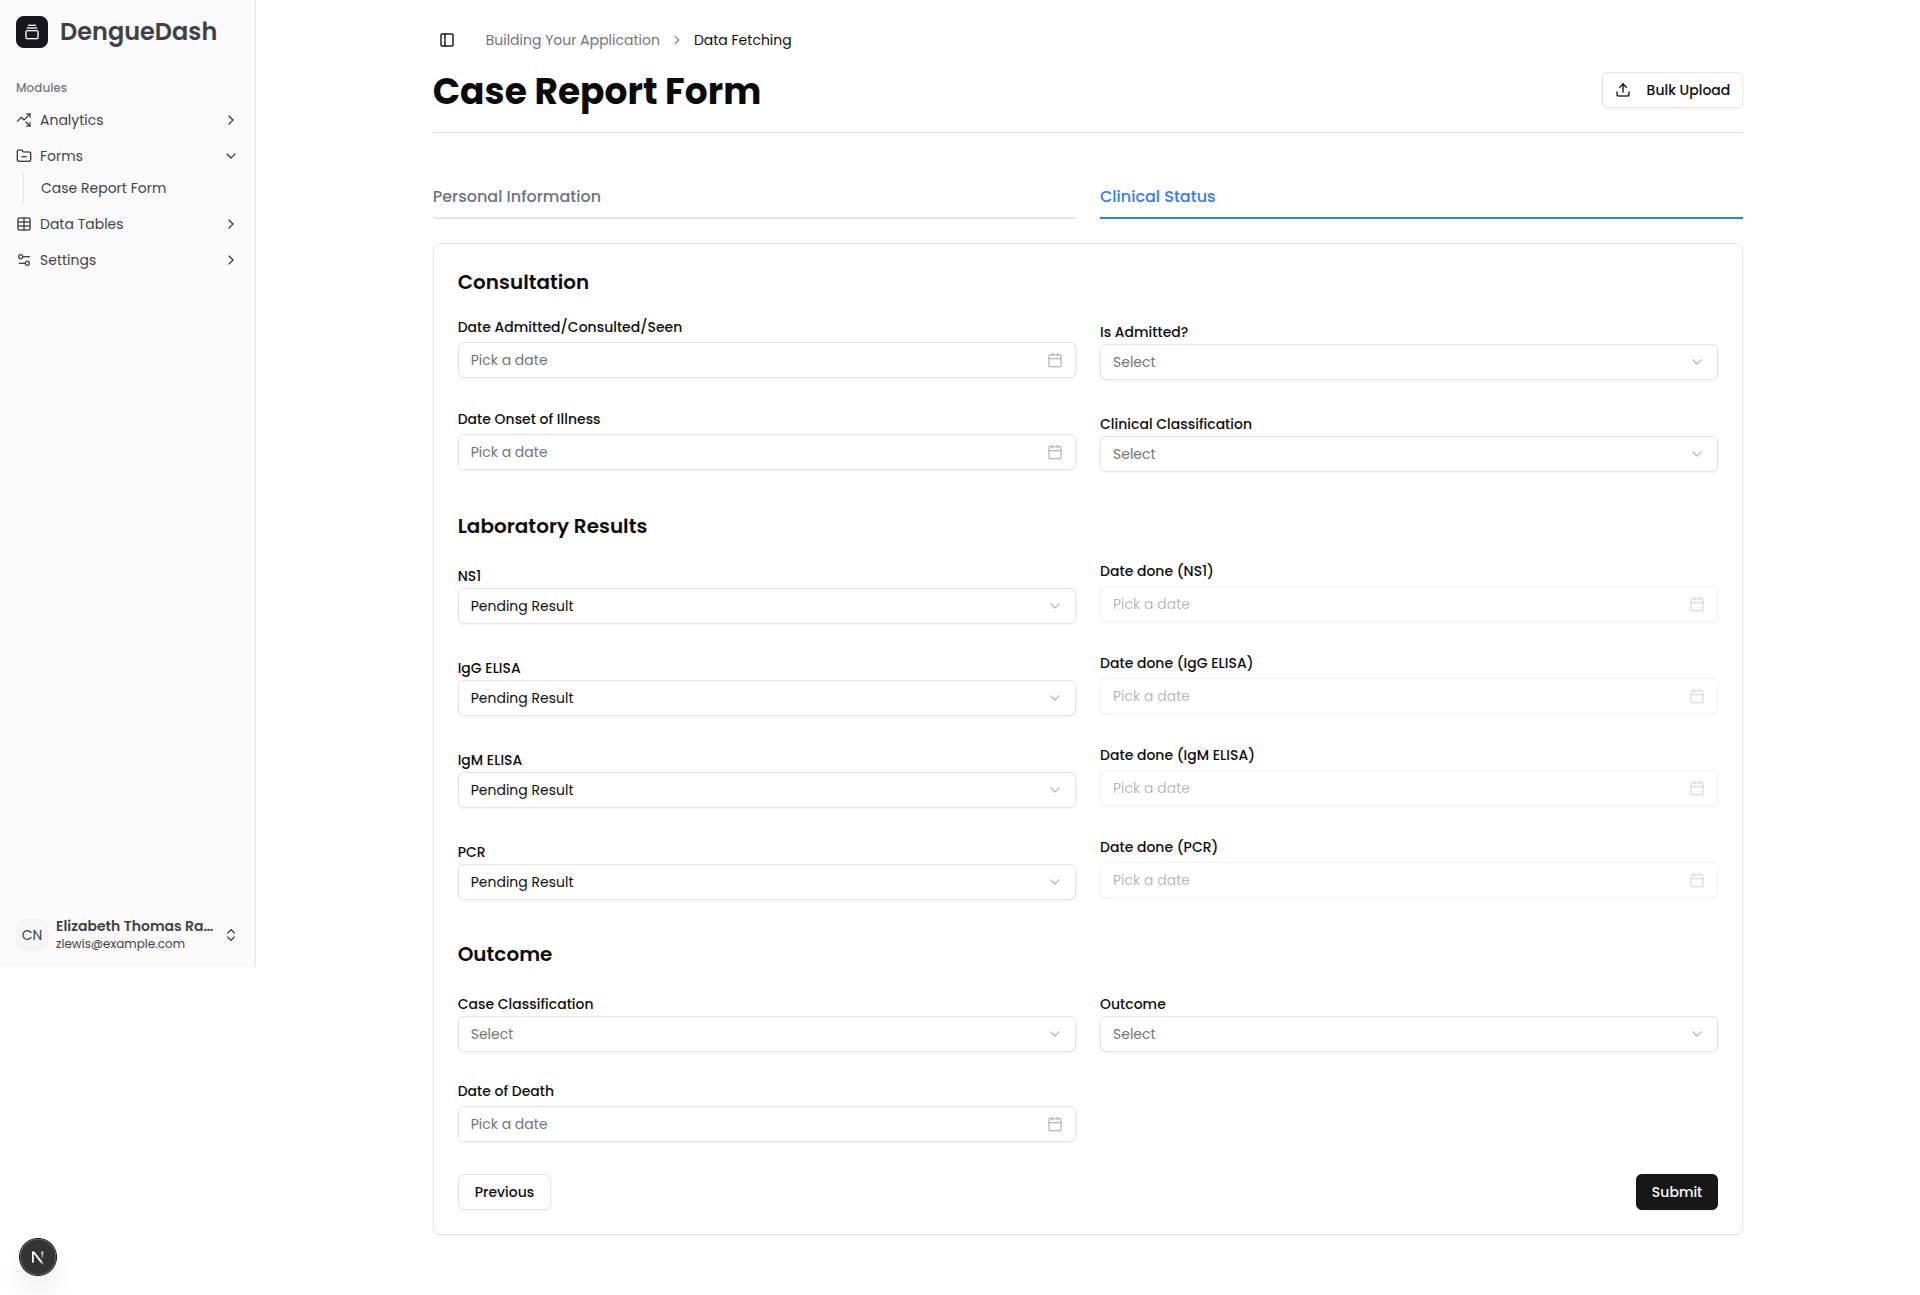 DengueDash
Modules
Analytics
Forms
Case Report Form
Data Tables
Settings
CN
Elizabeth Thomas Ra...
zlewis@example.com
N
Building Your Application > Data Fetching
Case Report Form
Bulk Upload
Personal Information
Clinical Status
Consultation
Date Admitted/Consulted/Seen
Pick a date
Is Admitted?
Select
Date Onset of Illness
Pick a date
Clinical Classification
Select
Laboratory Results
NS1
Pending Result
Date done (NS1)
Pick a date
IgG ELISA
Pending Result
Date done (IgG ELISA)
Pick a date
IgM ELISA
Pending Result
Date done (IgM ELISA)
Pick a date
PCR
Pending Result
Date done (PCR)
Pick a date
Outcome
Case Classification
Select
Outcome
Select
Date of Death
Pick a date
Previous
Submit